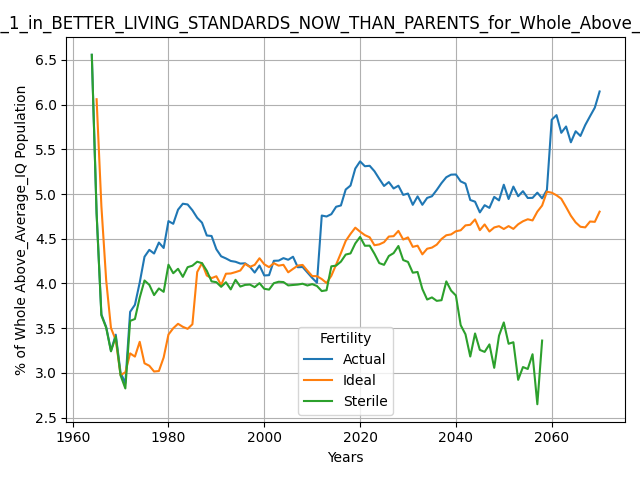 _1_in_BETTER_LIVING_STANDARDS_NOW_THAN_PARENTS_for_Whole_Above_
% of Whole Above_Average_IQ Population
6.5
6.0
5.5
5.0
4.5
4.0
3.5
3.0
2.5
Fertility
Actual
Ideal
Sterile
1960 1980 2000 2020 2040 2060
Years